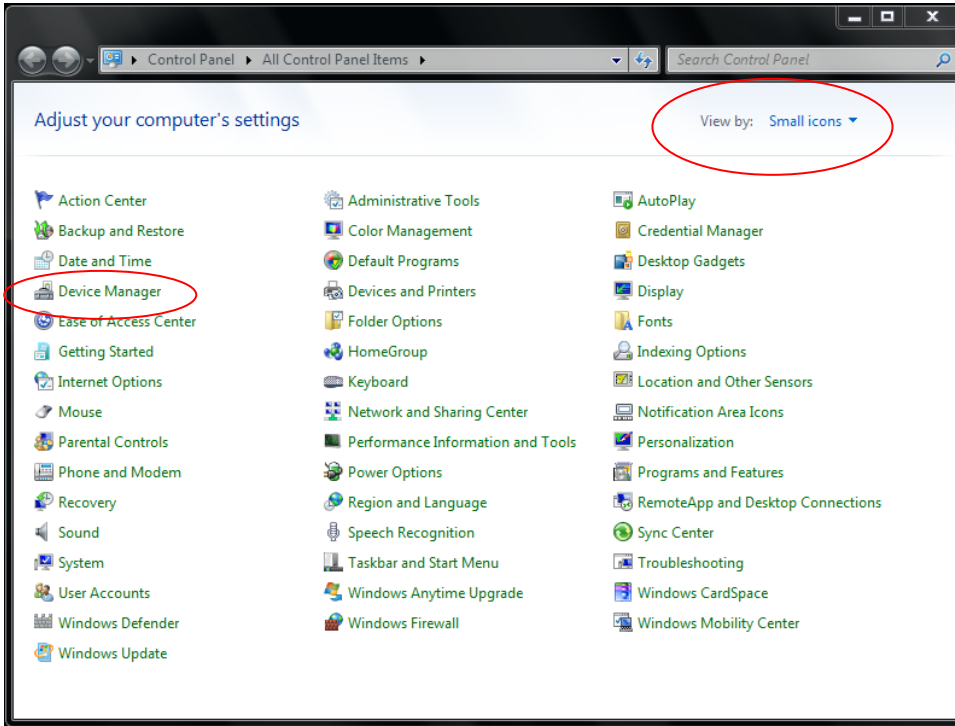 Control Panel All Control Panel Items Search Control Panel
Adjust your computer's settings View by: Small icons
Action Center Administrative Tools AutoPlay
Backup and Restore Color Management Credential Manager
Date and Time Default Programs Desktop Gadgets
Device Manager Devices and Printers Display
Ease of Access Center Folder Options Fonts
Getting Started HomeGroup Indexing Options
Internet Options Keyboard Location and Other Sensors
Mouse Network and Sharing Center Notification Area Icons
Parental Controls Performance Information and Tools Personalization
Phone and Modem Power Options Programs and Features
Recovery Region and Language RemoteApp and Desktop Connections
Sound Speech Recognition Sync Center
System Taskbar and Start Menu Troubleshooting
User Accounts Windows Anytime Upgrade Windows CardSpace
Windows Defender Windows Firewall Windows Mobility Center
Windows Update